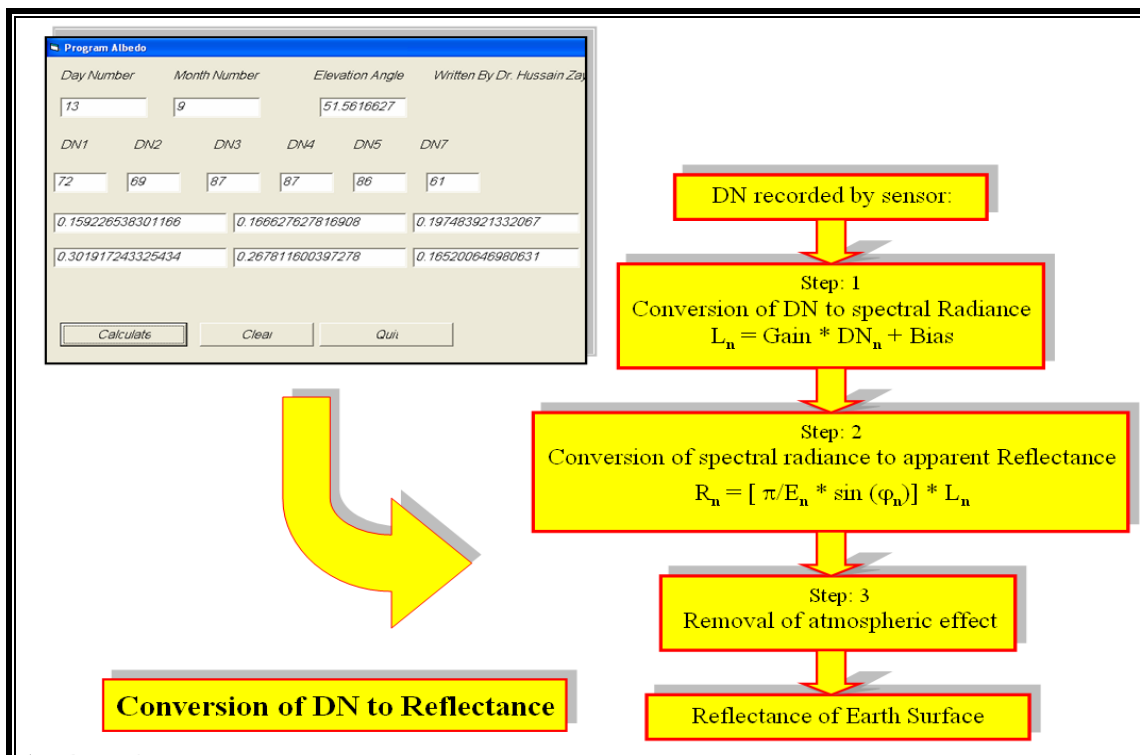 Program Albedo
Day Number Month Number Elevation Angle Written By Dr. Hussain Zay
13 9 51.5616627
DN1 DN2 DN3 DN4 DN5 DN7
72 69 87 87 86 61
0.159226538301166 0.166627627816908 0.197483921332067
0.301917243325434 0.267811600397278 0.165200646980631
Calculate Clear Quit
DN recorded by sensor:
Step: 1
Conversion of DN to spectral Radiance
Lₙ = Gain * DNₙ + Bias
Step: 2
Conversion of spectral radiance to apparent Reflectance
Rₙ = [ π/Eₙ * sin (φₙ)] * Lₙ
Step: 3
Removal of atmospheric effect
Reflectance of Earth Surface
Conversion of DN to Reflectance